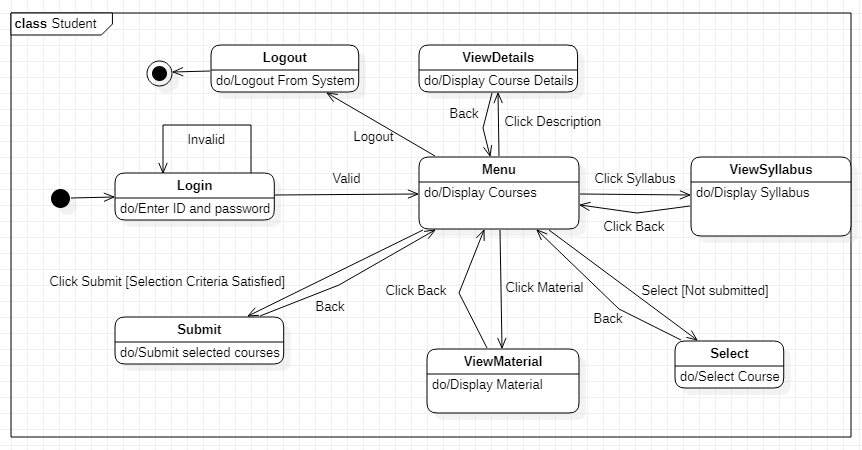 class Student
Logout
do/Logout From System
ViewDetails
do/Display Course Details
Back
Click Description
Invalid
Logout
Login
do/Enter ID and password
Valid
Menu
do/Display Courses
Click Syllabus
Click Back
ViewSyllabus
do/Display Syllabus
Click Submit [Selection Criteria Satisfied]
Back
Click Back
Click Material
Select [Not submitted]
Back
Submit
do/Submit selected courses
ViewMaterial
do/Display Material
Select
do/Select Course